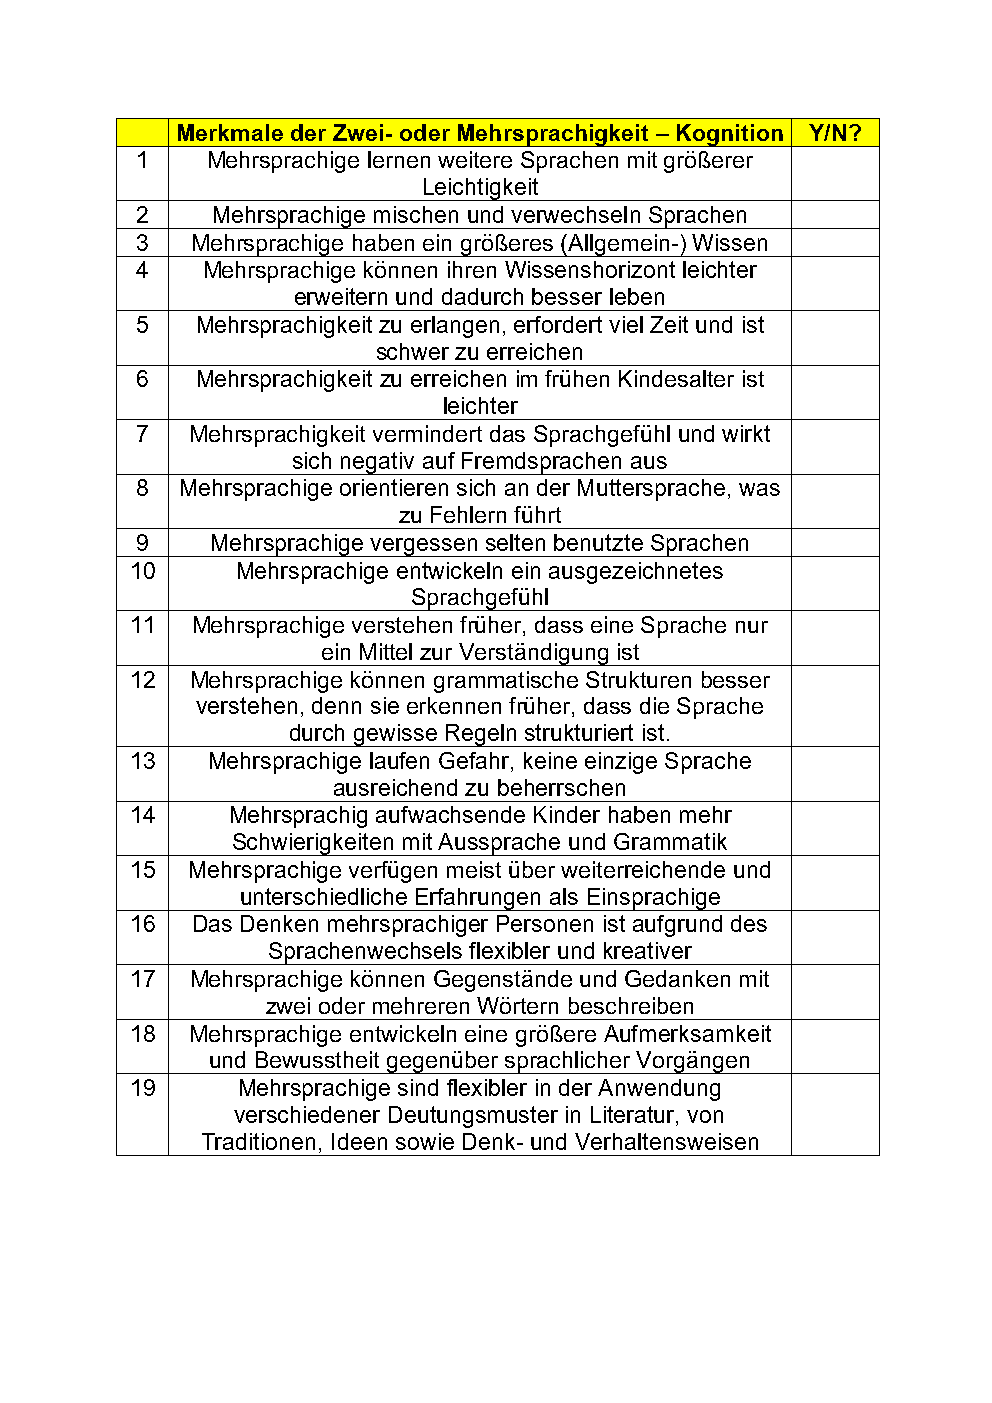 Merkmale der Zwei- oder Mehrsprachigkeit – Kognition Y/N?
1 Mehrsprachige lernen weitere Sprachen mit größerer
Leichtigkeit
2 Mehrsprachige mischen und verwechseln Sprachen
3 Mehrsprachige haben ein größeres (Allgemein-) Wissen
4 Mehrsprachige können ihren Wissenshorizont leichter
erweitern und dadurch besser leben
5 Mehrsprachigkeit zu erlangen, erfordert viel Zeit und ist
schwer zu erreichen
6 Mehrsprachigkeit zu erreichen im frühen Kindesalter ist
leichter
7 Mehrsprachigkeit vermindert das Sprachgefühl und wirkt
sich negativ auf Fremdsprachen aus
8 Mehrsprachige orientieren sich an der Muttersprache, was
zu Fehlern führt
9 Mehrsprachige vergessen selten benutzte Sprachen
10 Mehrsprachige entwickeln ein ausgezeichnetes
Sprachgefühl
11 Mehrsprachige verstehen früher, dass eine Sprache nur
ein Mittel zur Verständigung ist
12 Mehrsprachige können grammatische Strukturen besser
verstehen, denn sie erkennen früher, dass die Sprache
durch gewisse Regeln strukturiert ist.
13 Mehrsprachige laufen Gefahr, keine einzige Sprache
ausreichend zu beherrschen
14 Mehrsprachig aufwachsende Kinder haben mehr
Schwierigkeiten mit Aussprache und Grammatik
15 Mehrsprachige verfügen meist über weiterreichende und
unterschiedliche Erfahrungen als Einsprachige
16 Das Denken mehrsprachiger Personen ist aufgrund des
Sprachenwechsels flexibler und kreativer
17 Mehrsprachige können Gegenstände und Gedanken mit
zwei oder mehreren Wörtern beschreiben
18 Mehrsprachige entwickeln eine größere Aufmerksamkeit
und Bewusstheit gegenüber sprachlicher Vorgängen
19 Mehrsprachige sind flexibler in der Anwendung
verschiedener Deutungsmuster in Literatur, von
Traditionen, Ideen sowie Denk- und Verhaltensweisen